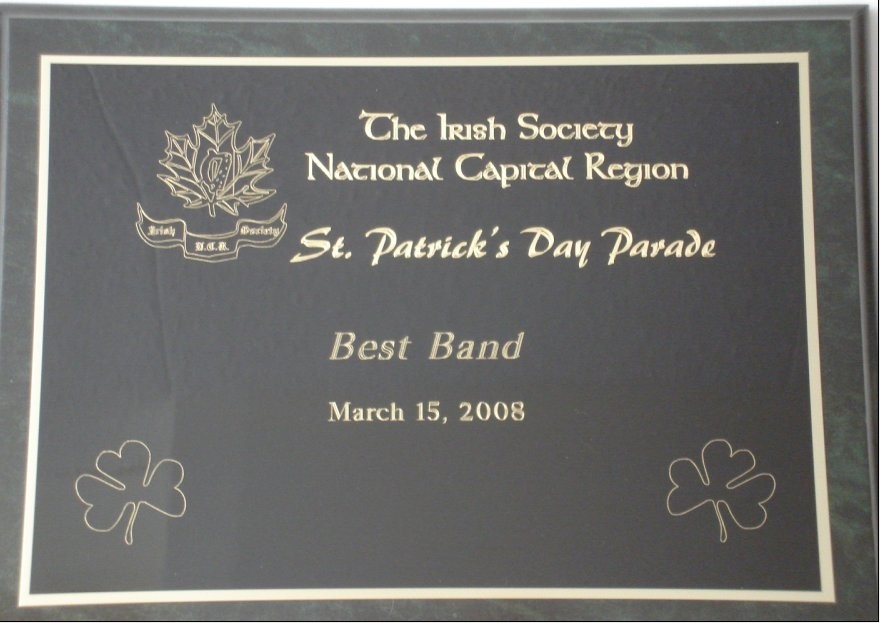 The Irish Society
National Capital Region
Irish Society
N.C.R.
St. Patrick's Day Parade
Best Band
March 15, 2008